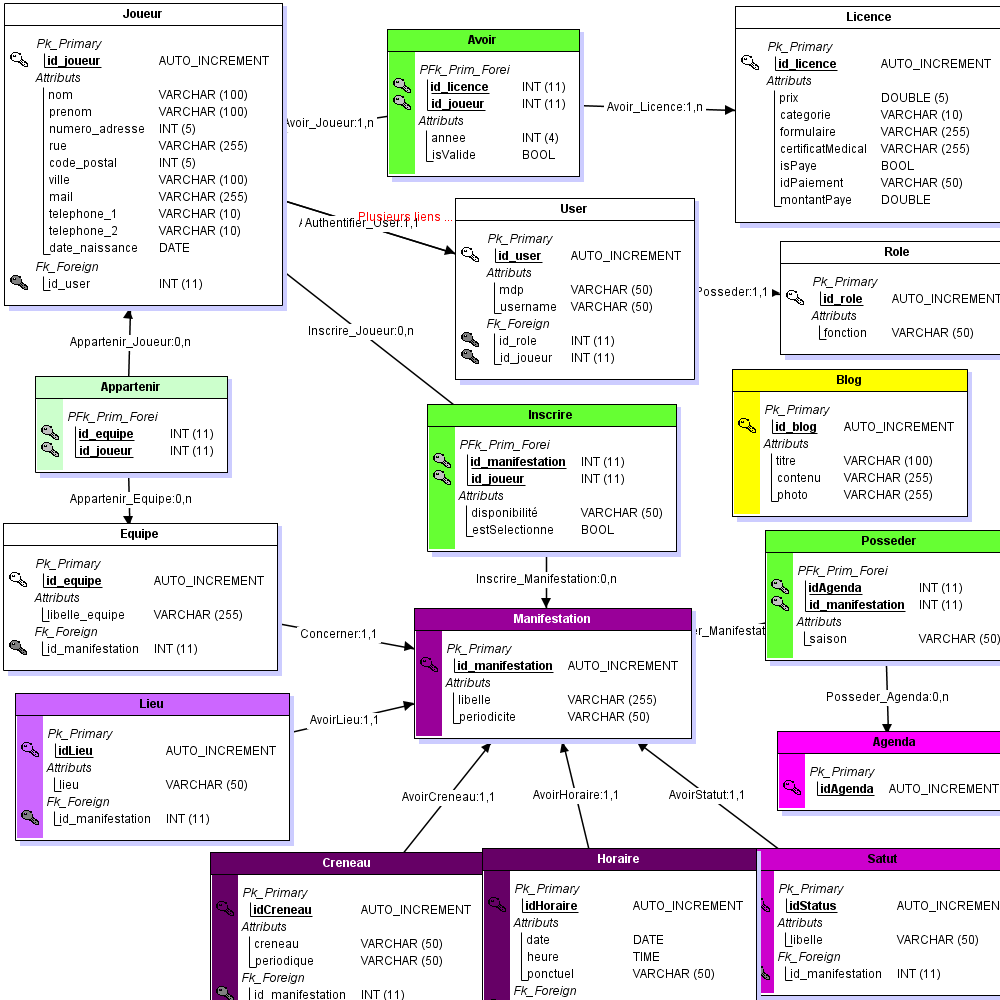 Joueur
Pk_Primary
id_joueur AUTO_INCREMENT
Attributs
nom VARCHAR (100)
prenom VARCHAR (100)
numero_adresse INT (5)
rue VARCHAR (255)
code_postal INT (5)
ville VARCHAR (100)
mail VARCHAR (255)
telephone_1 VARCHAR (10)
telephone_2 VARCHAR (10)
date_naissance DATE
Fk_Foreign
id_user INT (11)
Avoir_Joueur:1,n
Avoir
PFk_Prim_Forei
id_licence INT (11)
id_joueur INT (11)
Attributs
annee INT (4)
isValide BOOL
Avoir_Licence:1,n
Licence
Pk_Primary
id_licence AUTO_INCREMENT
Attributs
prix DOUBLE (5)
categorie VARCHAR (10)
formulaire VARCHAR (255)
certificatMedical VARCHAR (255)
isPaye BOOL
idPaiement VARCHAR (50)
montantPaye DOUBLE
Plusieurs liens ...
Authentifier_User:1,1
User
Pk_Primary
id_user AUTO_INCREMENT
Attributs
mdp VARCHAR (50)
username VARCHAR (50)
Fk_Foreign
id_role INT (11)
id_joueur INT (11)
Posseder:1,1
Role
Pk_Primary
id_role AUTO_INCREMENT
Attributs
fonction VARCHAR (50)
Inscrire_Joueur:0,n
Appartenir_Joueur:0,n
Appartenir
PFk_Prim_Forei
id_equipe INT (11)
id_joueur INT (11)
Appartenir_Equipe:0,n
Inscrire
PFk_Prim_Forei
id_manifestation INT (11)
id_joueur INT (11)
Attributs
disponibilité VARCHAR (50)
estSelectionne BOOL
Inscrire_Manifestation:0,n
Blog
Pk_Primary
id_blog AUTO_INCREMENT
Attributs
titre VARCHAR (100)
contenu VARCHAR (255)
photo VARCHAR (255)
Equipe
Pk_Primary
id_equipe AUTO_INCREMENT
Attributs
libelle_equipe VARCHAR (255)
Fk_Foreign
id_manifestation INT (11)
Concerner:1,1
Manifestation
Pk_Primary
id_manifestation AUTO_INCREMENT
Attributs
libelle VARCHAR (255)
periodicite VARCHAR (50)
er_Manifestat
Posseder
PFk_Prim_Forei
idAgenda INT (11)
id_manifestation INT (11)
Attributs
saison VARCHAR (50)
Posseder_Agenda:0,n
Agenda
Pk_Primary
idAgenda AUTO_INCREMENT
Lieu
Pk_Primary
idLieu AUTO_INCREMENT
Attributs
lieu VARCHAR (50)
Fk_Foreign
id_manifestation INT (11)
AvoirLieu:1,1
AvoirCreneau:1,1
AvoirHoraire:1,1
AvoirStatut:1,1
Creneau
Pk_Primary
idCreneau AUTO_INCREMENT
Attributs
creneau VARCHAR (50)
periodique VARCHAR (50)
Fk_Foreign
id_manifestation INT (11)
Horaire
Pk_Primary
idHoraire AUTO_INCREMENT
Attributs
date DATE
heure TIME
ponctuel VARCHAR (50)
Fk_Foreign
Satut
Pk_Primary
idStatus AUTO_INCREMEN
Attributs
libelle VARCHAR (50)
Fk_Foreign
id_manifestation INT (11)